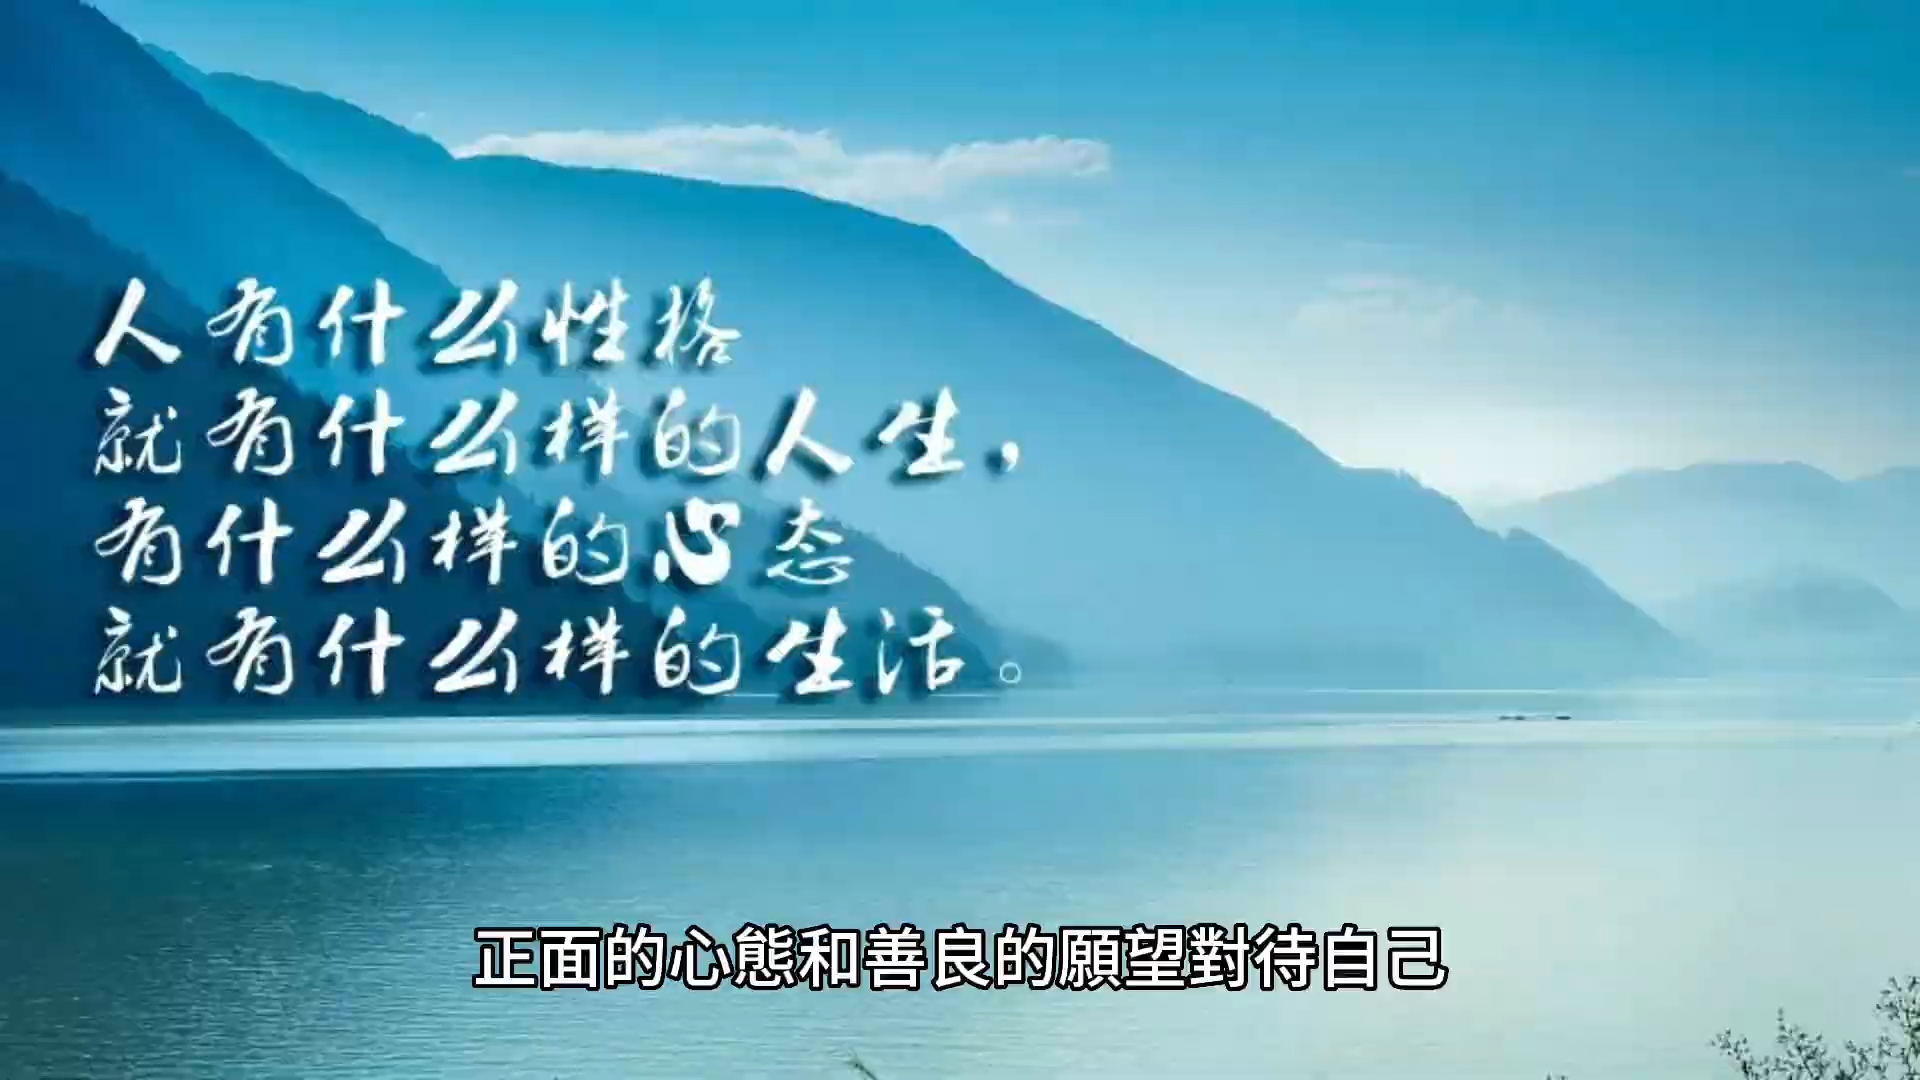 人有什么性格
就有什么样的人生，
有什么样的心态
就有什么样的生活。
正面的心態和善良的願望對待自己